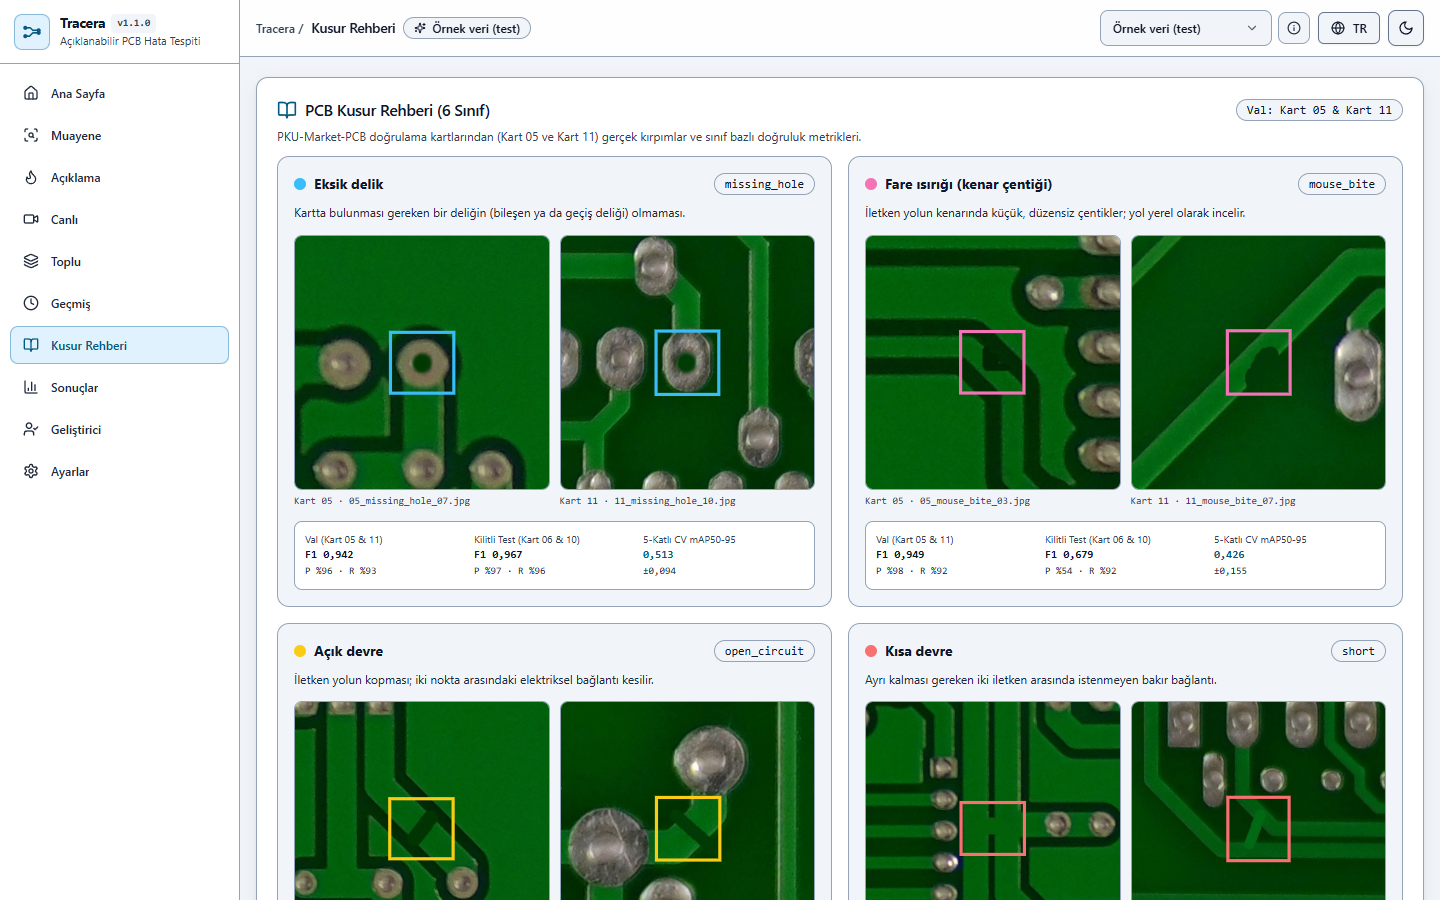 Tracera v1.1.0
Açıklanabilir PCB Hata Tespiti
Ana Sayfa
Muayene
Açıklama
Canlı
Toplu
Geçmiş
Kusur Rehberi
Sonuçlar
Geliştirici
Ayarlar
Tracera / Kusur Rehberi Örnek veri (test)
Örnek veri (test) TR
PCB Kusur Rehberi (6 Sınıf)
Val: Kart 05 & Kart 11
PKU-Market-PCB doğrulama kartlarından (Kart 05 ve Kart 11) gerçek kırpımlar ve sınıf bazlı doğruluk metrikleri.
Eksik delik missing_hole
Kartta bulunması gereken bir deliğin (bileşen ya da geçiş deliği) olmaması.
Kart 05 · 05_missing_hole_07.jpg
Kart 11 · 11_missing_hole_10.jpg
Val (Kart 05 & 11)
F1 0,942
P %96 · R %93
Kilitli Test (Kart 06 & 10)
F1 0,967
P %97 · R %96
5-Katlı CV mAP50-95
0,513
±0,094
Fare ısırığı (kenar çentiği) mouse_bite
İletken yolun kenarında küçük, düzensiz çentikler; yol yerel olarak incelir.
Kart 05 · 05_mouse_bite_03.jpg
Kart 11 · 11_mouse_bite_07.jpg
Val (Kart 05 & 11)
F1 0,949
P %98 · R %92
Kilitli Test (Kart 06 & 10)
F1 0,679
P %54 · R %92
5-Katlı CV mAP50-95
0,426
±0,155
Açık devre open_circuit
İletken yolun kopması; iki nokta arasındaki elektriksel bağlantı kesilir.
Kısa devre short
Ayrı kalması gereken iki iletken arasında istenmeyen bakır bağlantı.